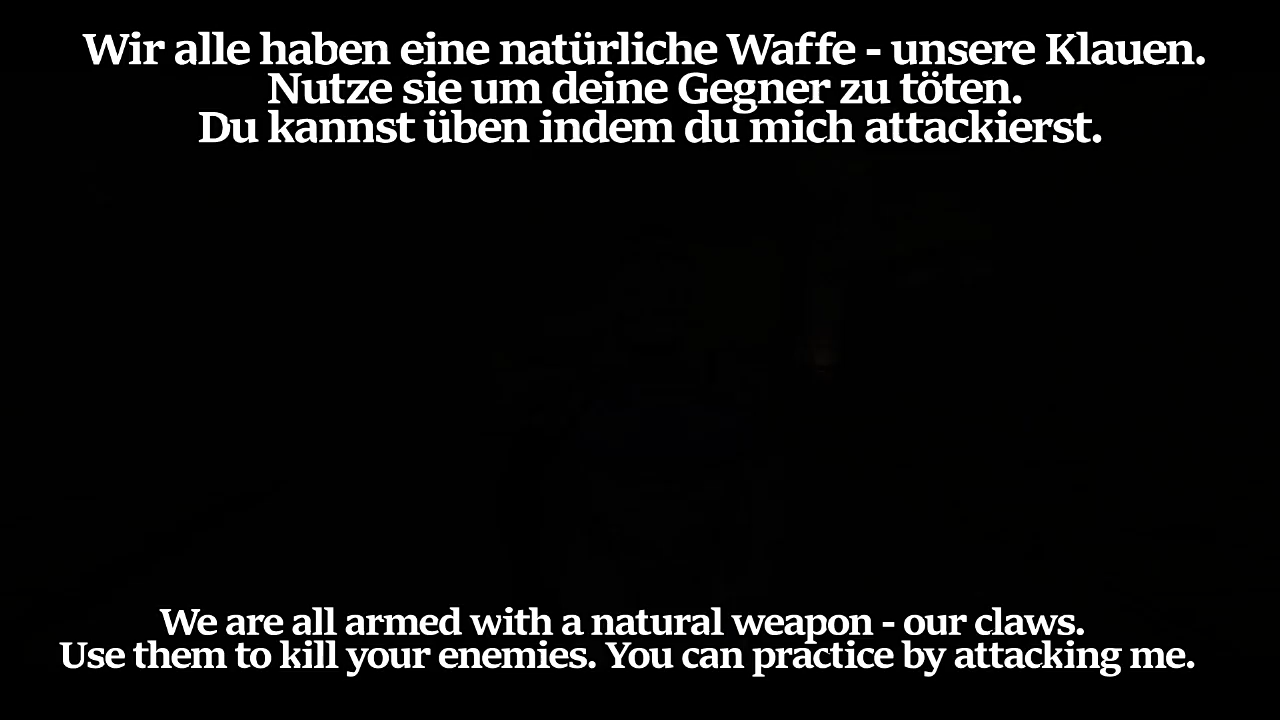 Wir alle haben eine natürliche Waffe - unsere Klauen.
Nutze sie um deine Gegner zu töten.
Du kannst üben indem du mich attackierst.
We are all armed with a natural weapon - our claws.
Use them to kill your enemies. You can practice by attacking me.